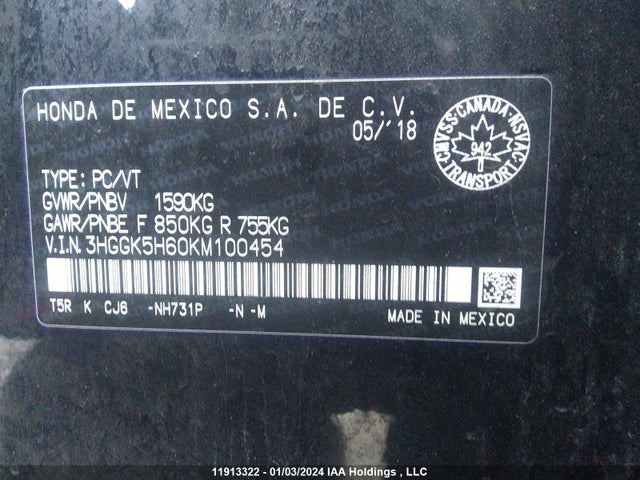 HONDA DE MEXICO S.A. DE C.V.
05/'18
CMVSS-CANADA-NSVAC
942
TRANSPORT
TYPE: PC/VT
GVWR/PNBV 1590KG
GAWR/PNBE F 850KG R 755KG
V.I.N. 3HGGK5H60KM100454
T5R K CJ6 -NH731P -N -M
MADE IN MEXICO
11913322 - 01/03/2024 IAA Holdings , LLC